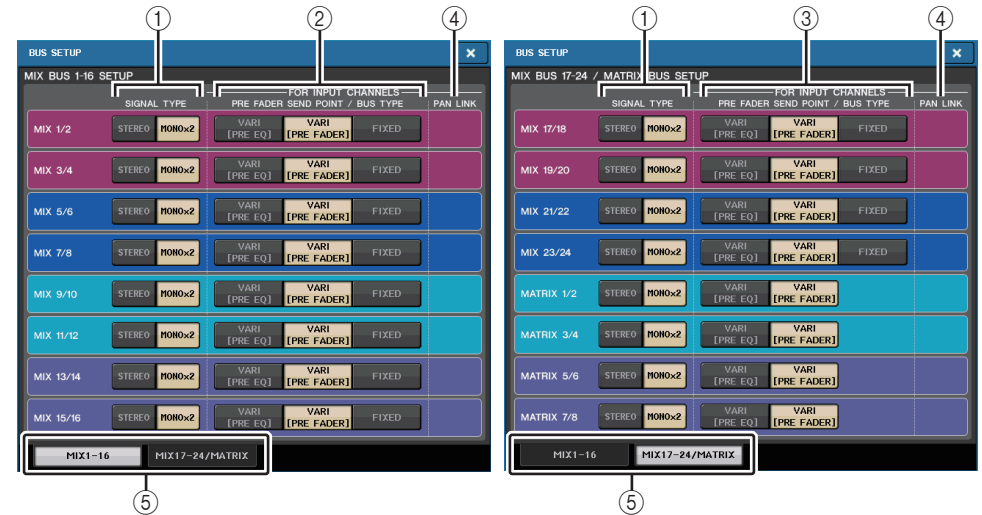 ① ② ④
BUS SETUP ×
MIX BUS 1-16 SETUP
FOR INPUT CHANNELS
SIGNAL TYPE PRE FADER SEND POINT / BUS TYPE PAN LINK
MIX 1/2 STEREO MONO×2 VARI [PRE EQ] VARI [PRE FADER] FIXED
MIX 3/4 STEREO MONO×2 VARI [PRE EQ] VARI [PRE FADER] FIXED
MIX 5/6 STEREO MONO×2 VARI [PRE EQ] VARI [PRE FADER] FIXED
MIX 7/8 STEREO MONO×2 VARI [PRE EQ] VARI [PRE FADER] FIXED
MIX 9/10 STEREO MONO×2 VARI [PRE EQ] VARI [PRE FADER] FIXED
MIX 11/12 STEREO MONO×2 VARI [PRE EQ] VARI [PRE FADER] FIXED
MIX 13/14 STEREO MONO×2 VARI [PRE EQ] VARI [PRE FADER] FIXED
MIX 15/16 STEREO MONO×2 VARI [PRE EQ] VARI [PRE FADER] FIXED
MIX1-16 MIX17-24/MATRIX
⑤
① ③ ④
BUS SETUP ×
MIX BUS 17-24 / MATRIX BUS SETUP
FOR INPUT CHANNELS
SIGNAL TYPE PRE FADER SEND POINT / BUS TYPE PAN LINK
MIX 17/18 STEREO MONO×2 VARI [PRE EQ] VARI [PRE FADER] FIXED
MIX 19/20 STEREO MONO×2 VARI [PRE EQ] VARI [PRE FADER] FIXED
MIX 21/22 STEREO MONO×2 VARI [PRE EQ] VARI [PRE FADER] FIXED
MIX 23/24 STEREO MONO×2 VARI [PRE EQ] VARI [PRE FADER] FIXED
MATRIX 1/2 STEREO MONO×2 VARI [PRE EQ] VARI [PRE FADER]
MATRIX 3/4 STEREO MONO×2 VARI [PRE EQ] VARI [PRE FADER]
MATRIX 5/6 STEREO MONO×2 VARI [PRE EQ] VARI [PRE FADER]
MATRIX 7/8 STEREO MONO×2 VARI [PRE EQ] VARI [PRE FADER]
MIX1-16 MIX17-24/MATRIX
⑤